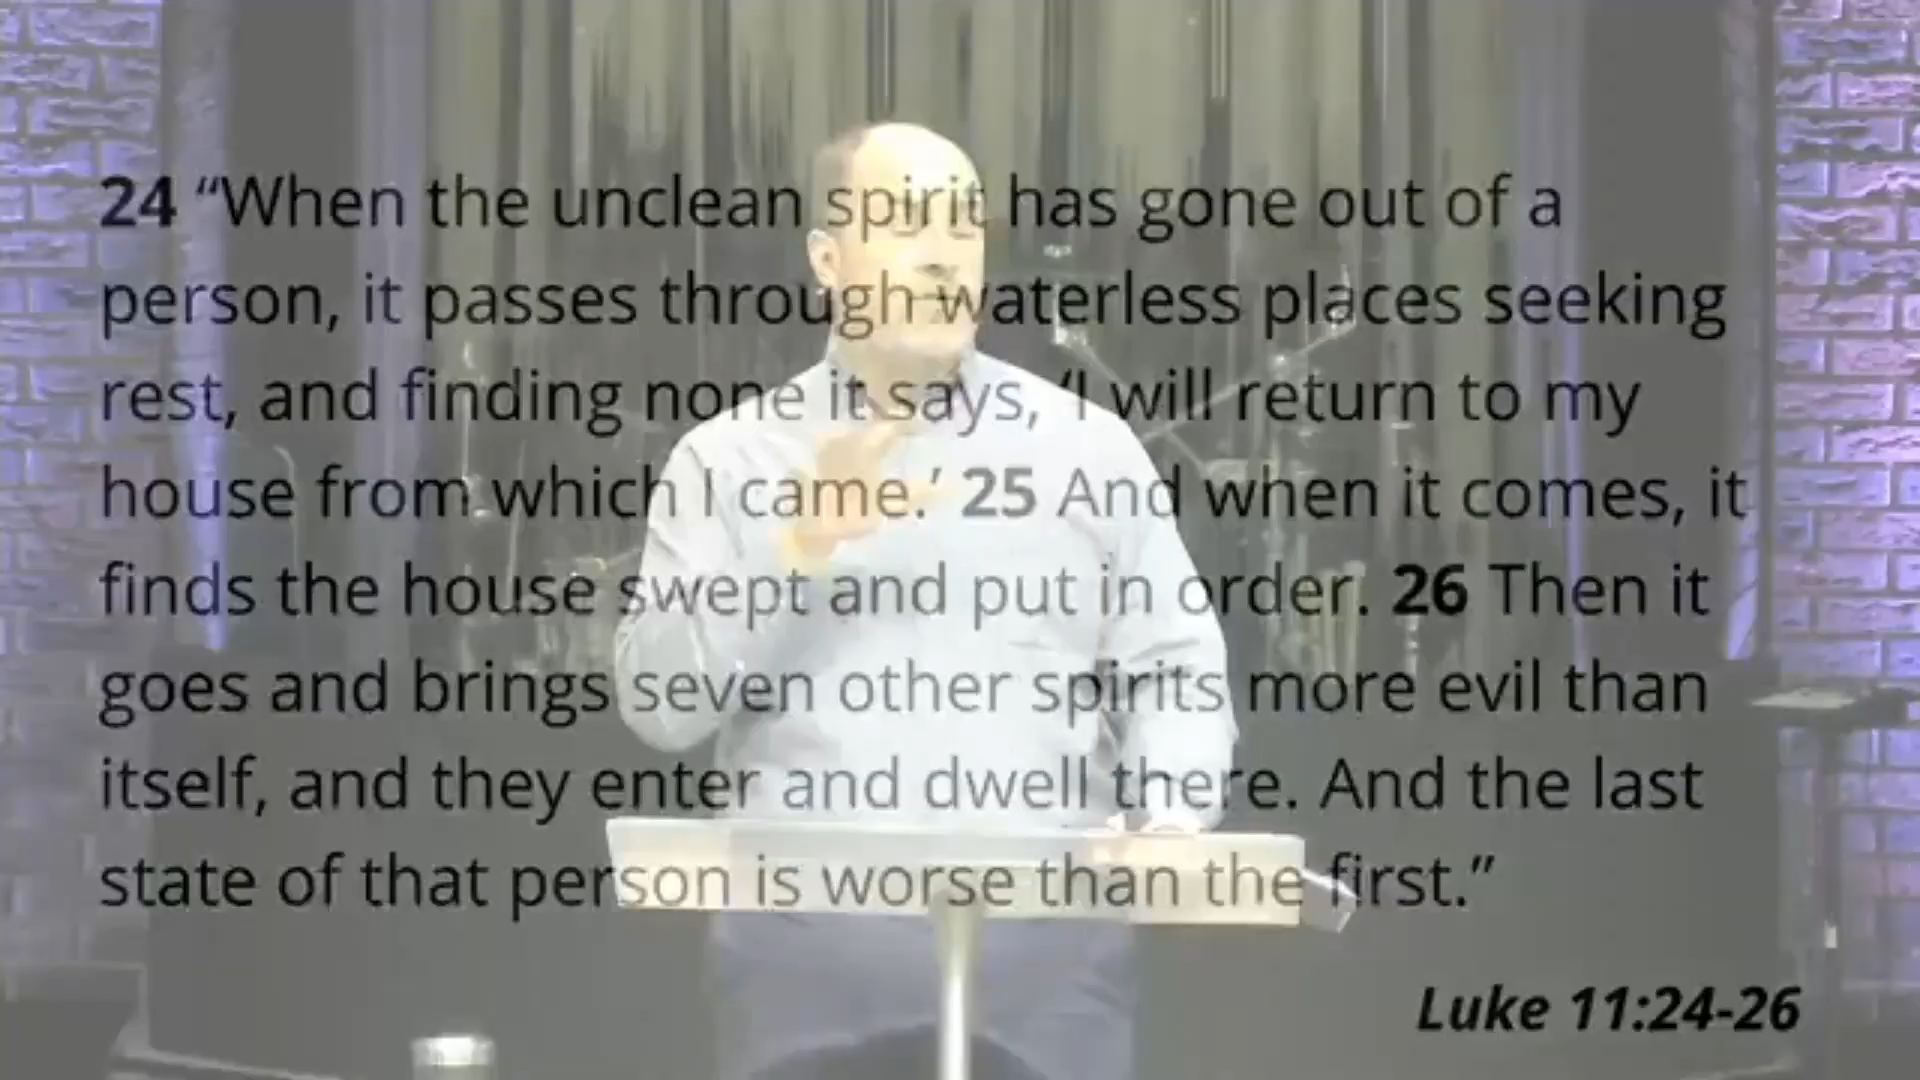 24 “When the unclean spirit has gone out of a
person, it passes through waterless places seeking
rest, and finding none it says, ‘I will return to my
house from which I came.’ 25 And when it comes, it
finds the house swept and put in order. 26 Then it
goes and brings seven other spirits more evil than
itself, and they enter and dwell there. And the last
state of that person is worse than the first.”
Luke 11:24-26